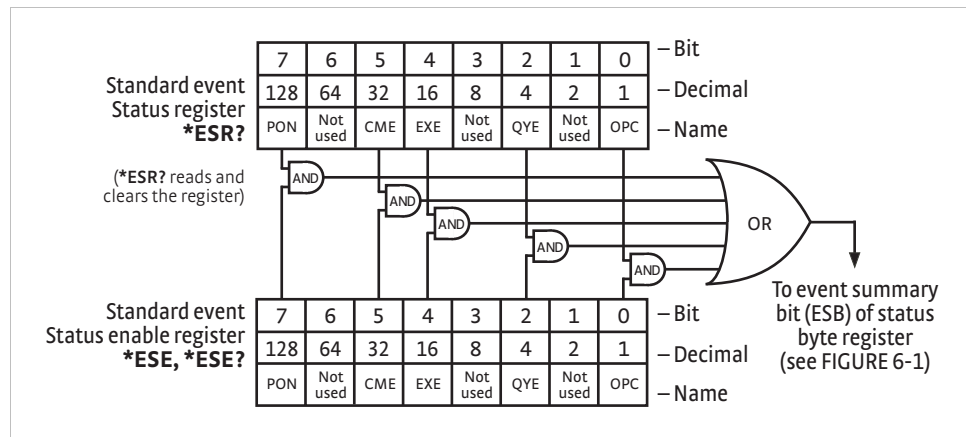 7 6 5 4 3 2 1 0 – Bit
Standard event
Status register
*ESR?
128 64 32 16 8 4 2 1 – Decimal
PON Not used CME EXE Not used QYE Not used OPC – Name
(*ESR? reads and
clears the register)
AND
AND
AND
AND
AND
OR
To event summary
bit (ESB) of status
byte register
(see FIGURE 6-1)
Standard event
Status enable register
*ESE, *ESE?
7 6 5 4 3 2 1 0 – Bit
128 64 32 16 8 4 2 1 – Decimal
PON Not used CME EXE Not used QYE Not used OPC – Name